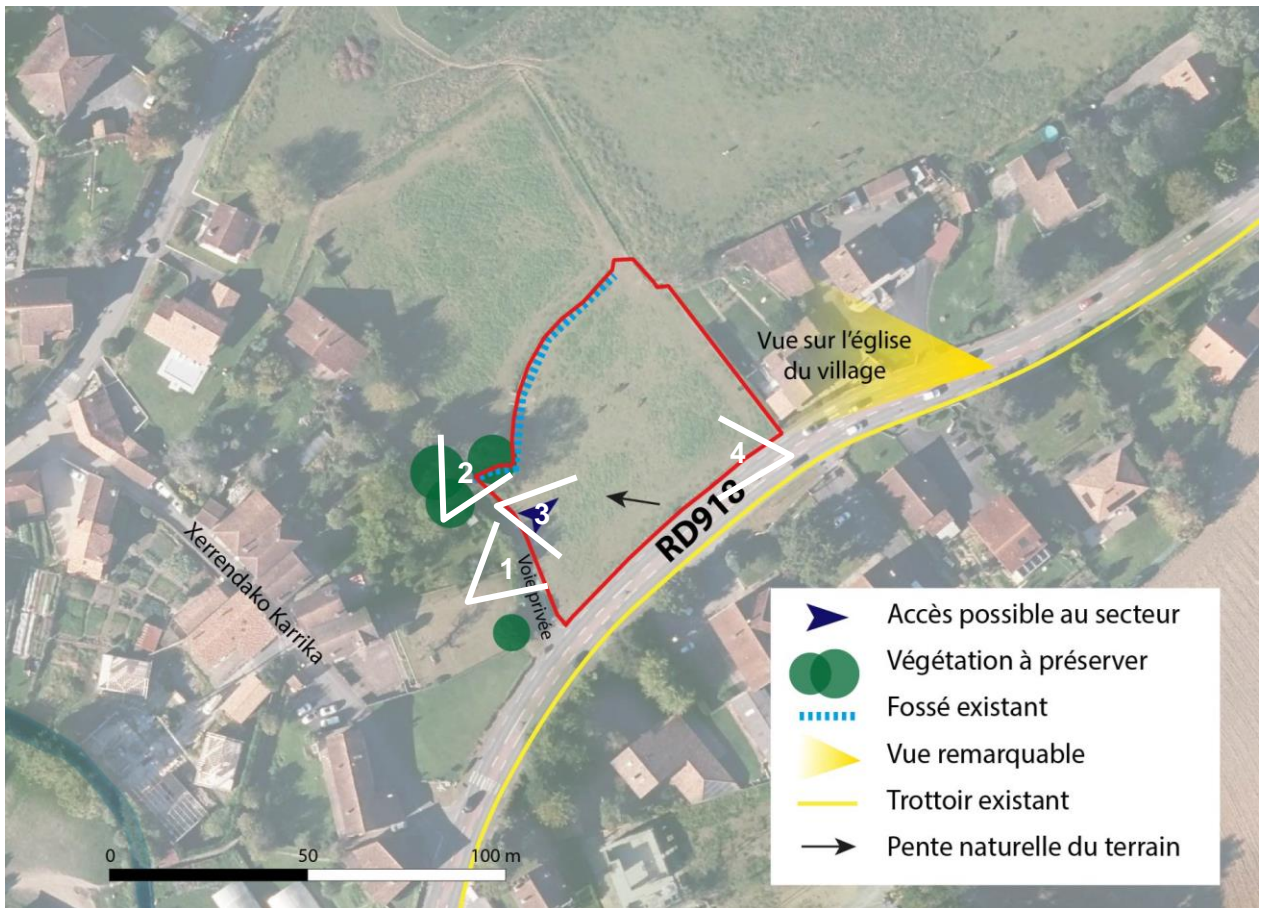 Vue sur l'église
du village
2
4
3
RD918
1
Voie privée
Xerrendako Karrika
Accès possible au secteur
Végétation à préserver
Fossé existant
Vue remarquable
Trottoir existant
Pente naturelle du terrain
0 50 100 m